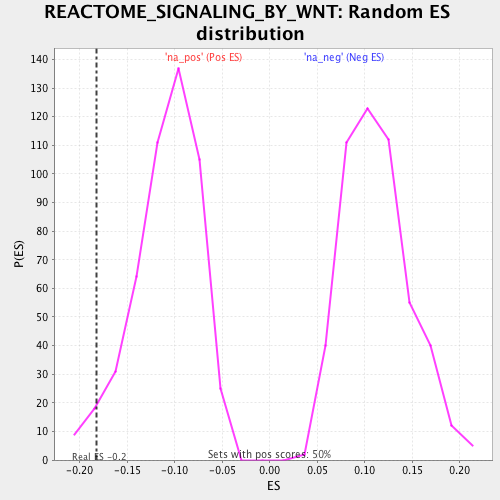 REACTOME_SIGNALING_BY_WNT: Random ES
distribution
'na_pos' (Pos ES) 'na_neg' (Neg ES)
140
130
120
110
100
90
80
70
60
50
40
30
20
10
0
P(ES)
Real ES -0.2
Sets with pos scores: 50%
-0.20 -0.15 -0.10 -0.05 0.00 0.05 0.10 0.15 0.20
ES